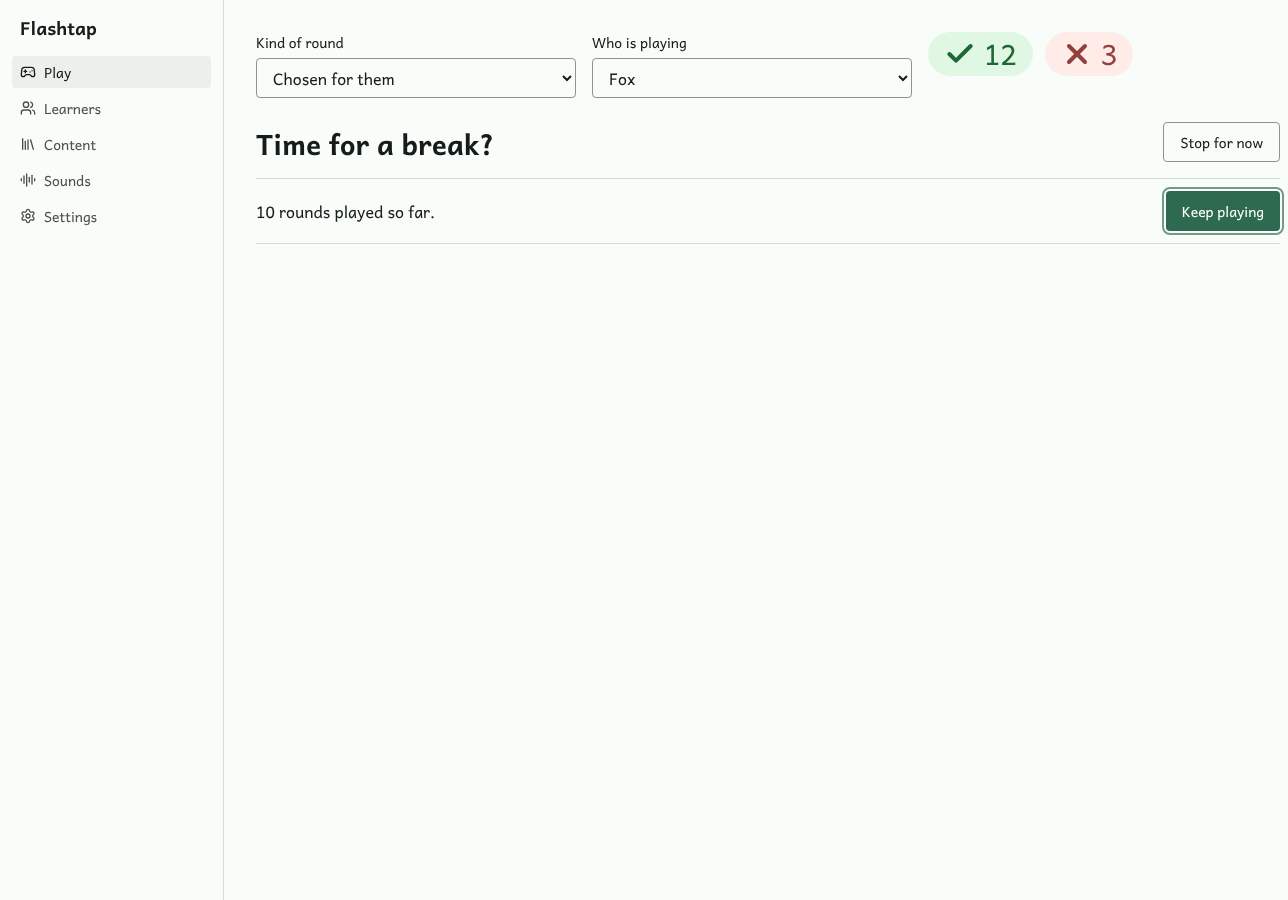 Flashtap
Play
Learners
Content
Sounds
Settings
Kind of round
Chosen for them
Who is playing
Fox
12
3
Time for a break?
Stop for now
10 rounds played so far.
Keep playing